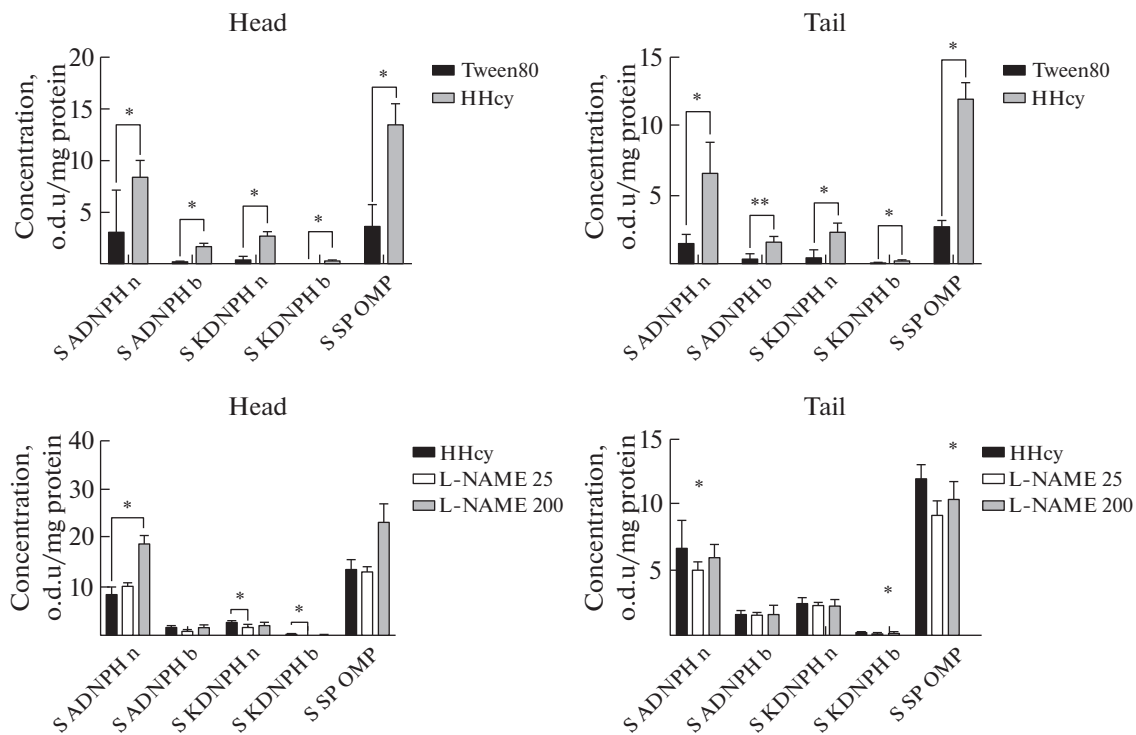 Head
Concentration,
o.d.u/mg protein
20
15
10
5
*
*
*
*
*
Tween80
HHcy
S ADNPH n
S ADNPH b
S KDNPH n
S KDNPH b
S SP OMP
Tail
Concentration,
o.d.u/mg protein
15
10
5
*
**
*
*
*
Tween80
HHcy
S ADNPH n
S ADNPH b
S KDNPH n
S KDNPH b
S SP OMP
Head
Concentration,
o.d.u/mg protein
40
30
20
10
*
*
*
HHcy
L-NAME 25
L-NAME 200
S ADNPH n
S ADNPH b
S KDNPH n
S KDNPH b
S SP OMP
Tail
Concentration,
o.d.u/mg protein
15
10
5
*
*
*
HHcy
L-NAME 25
L-NAME 200
S ADNPH n
S ADNPH b
S KDNPH n
S KDNPH b
S SP OMP